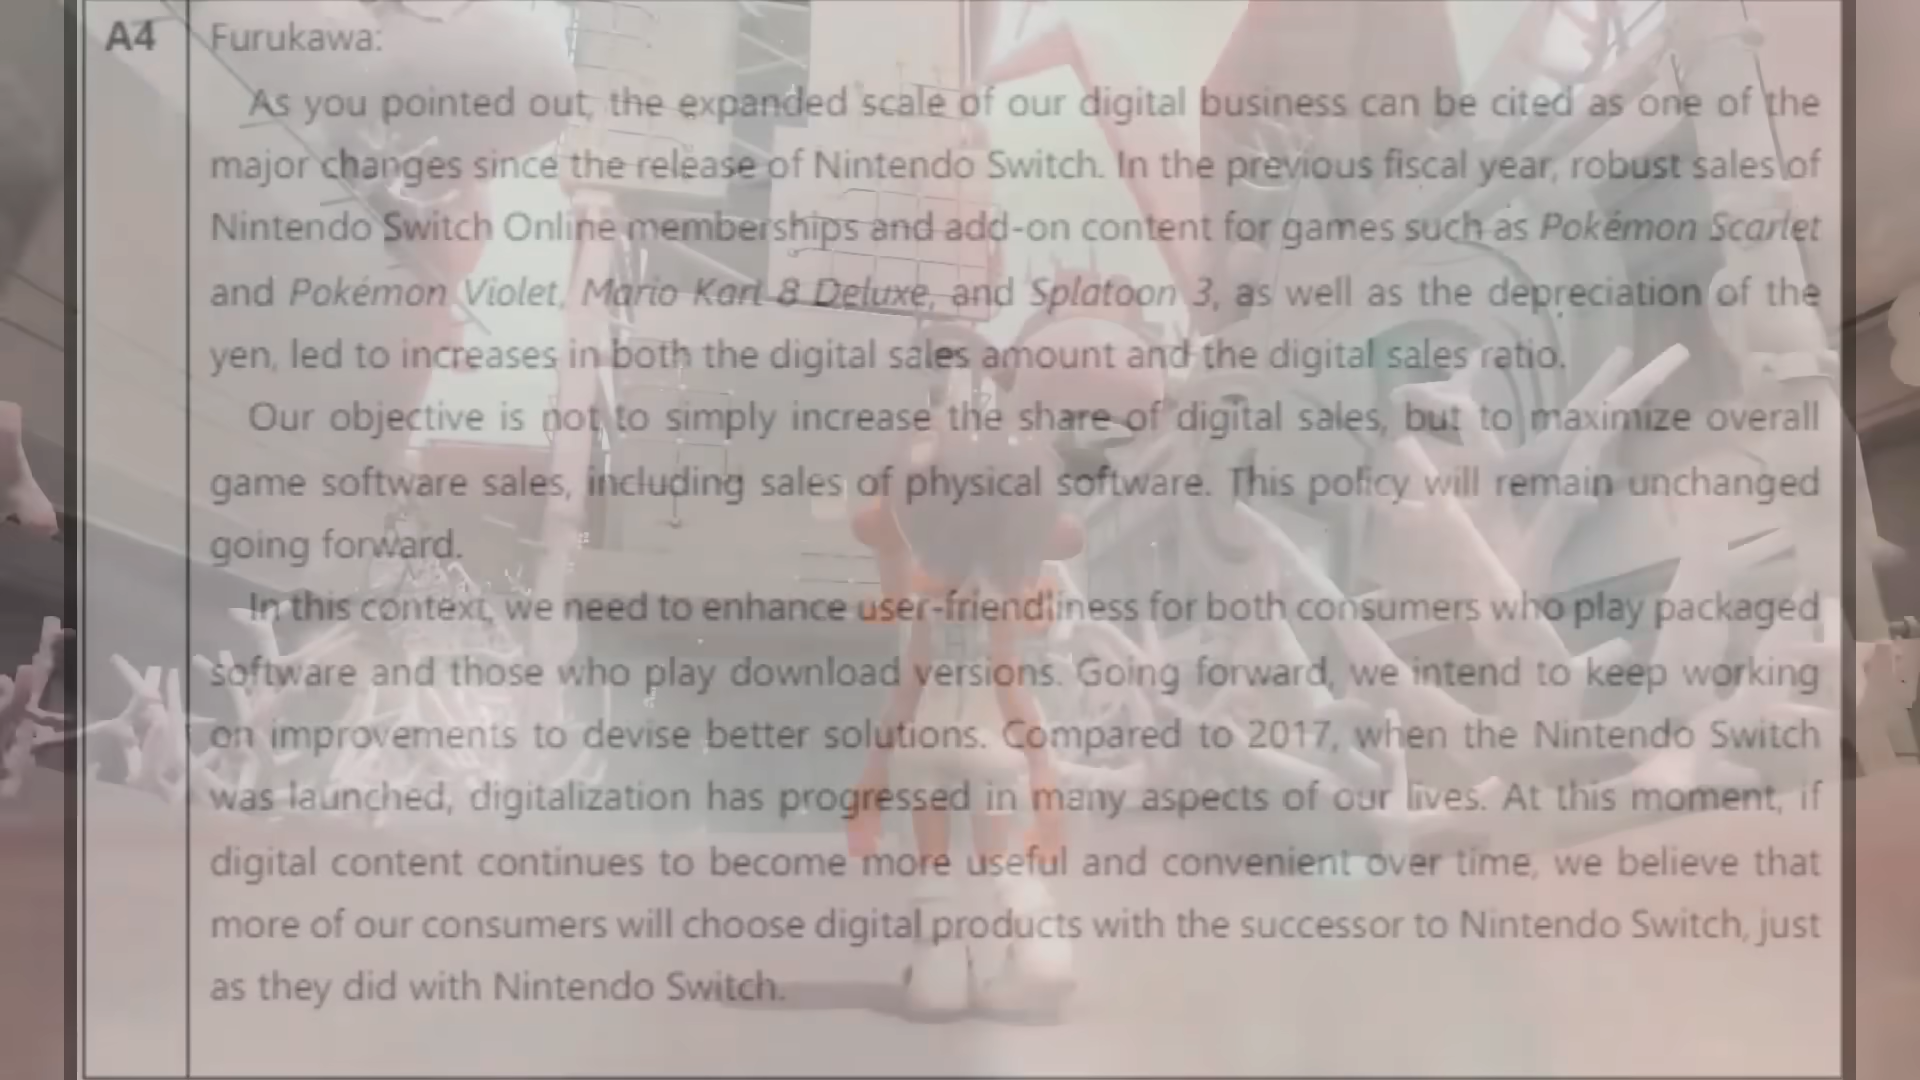 A4 Furukawa:
As you pointed out, the expanded scale of our digital business can be cited as one of the
major changes since the release of Nintendo Switch. In the previous fiscal year, robust sales of
Nintendo Switch Online memberships and add-on content for games such as Pokémon Scarlet
and Pokémon Violet, Mario Kart 8 Deluxe, and Splatoon 3, as well as the depreciation of the
yen, led to increases in both the digital sales amount and the digital sales ratio.
Our objective is not to simply increase the share of digital sales, but to maximize overall
game software sales, including sales of physical software. This policy will remain unchanged
going forward.
In this context, we need to enhance user-friendliness for both consumers who play packaged
software and those who play download versions. Going forward, we intend to keep working
on improvements to devise better solutions. Compared to 2017, when the Nintendo Switch
was launched, digitalization has progressed in many aspects of our lives. At this moment, if
digital content continues to become more useful and convenient over time, we believe that
more of our consumers will choose digital products with the successor to Nintendo Switch, just
as they did with Nintendo Switch.